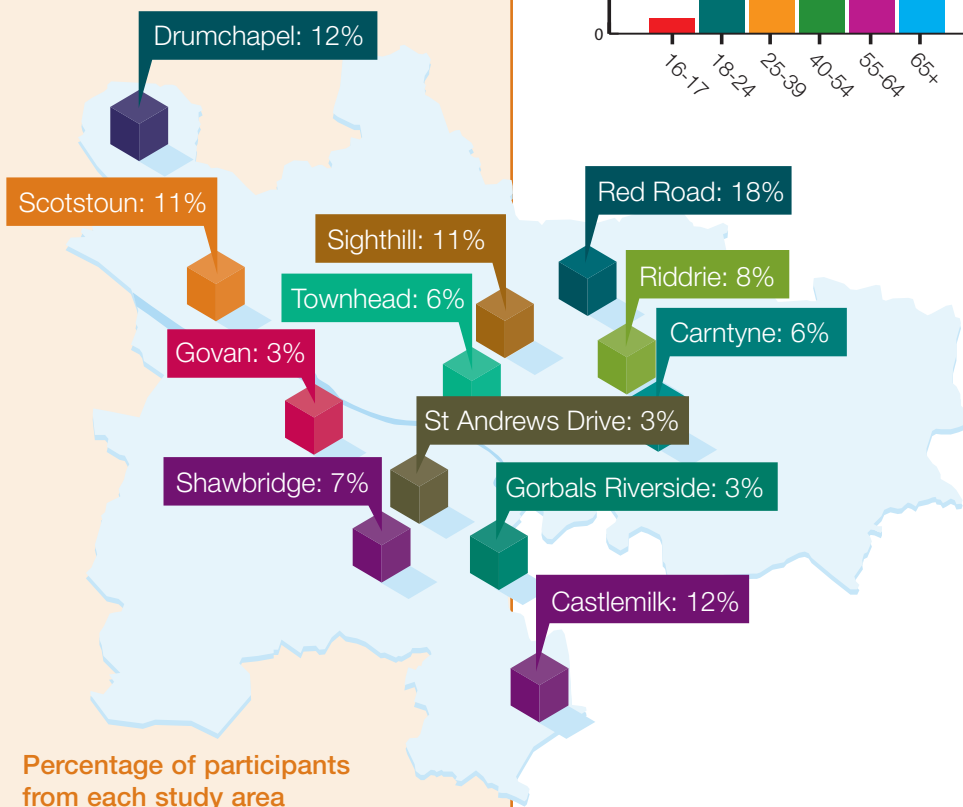 0
16-17
18-24
25-39
40-54
55-64
65+
Drumchapel: 12%
Scotstoun: 11%
Red Road: 18%
Sighthill: 11%
Riddrie: 8%
Townhead: 6%
Carntyne: 6%
Govan: 3%
St Andrews Drive: 3%
Shawbridge: 7%
Gorbals Riverside: 3%
Castlemilk: 12%
Percentage of participants
from each study area